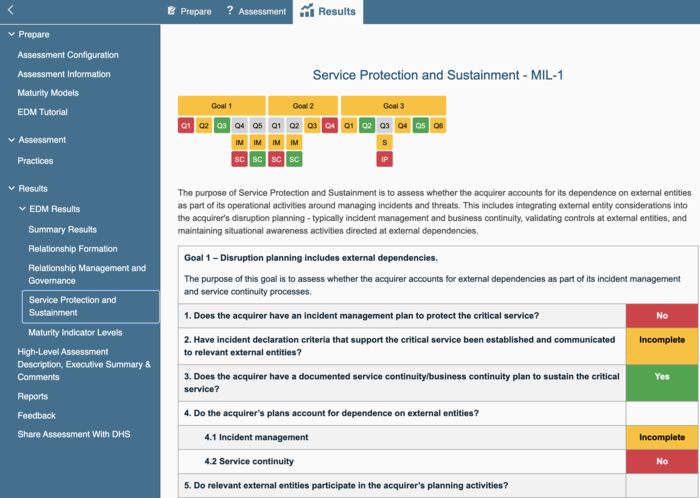 Prepare
? Assessment
Results
Prepare
Assessment Configuration
Assessment Information
Maturity Models
EDM Tutorial
Assessment
Practices
Results
EDM Results
Summary Results
Relationship Formation
Relationship Management and
Governance
Service Protection and
Sustainment
Maturity Indicator Levels
High-Level Assessment
Description, Executive Summary &
Comments
Reports
Feedback
Share Assessment With DHS
Service Protection and Sustainment - MIL-1
Goal 1 Goal 2 Goal 3
Q1 Q2 Q3 Q4 Q5 Q1 Q2 Q3 Q4 Q1 Q2 Q3 Q4 Q5 Q6
IM IM IM IM S
SC SC SC SC IP
The purpose of Service Protection and Sustainment is to assess whether the acquirer accounts for its dependence on external entities
as part of its operational activities around managing incidents and threats. This includes integrating external entity considerations into
the acquirer's disruption planning - typically incident management and business continuity, validating controls at external entities, and
maintaining situational awareness activities directed at external dependencies.
Goal 1 – Disruption planning includes external dependencies.
The purpose of this goal is to assess whether the acquirer accounts for external dependencies as part of its incident management
and service continuity processes.
1. Does the acquirer have an incident management plan to protect the critical service? No
2. Have incident declaration criteria that support the critical service been established and communicated Incomplete
to relevant external entities?
3. Does the acquirer have a documented service continuity/business continuity plan to sustain the critical Yes
service?
4. Do the acquirer's plans account for dependence on external entities?
4.1 Incident management Incomplete
4.2 Service continuity No
5. Do relevant external entities participate in the acquirer's planning activities?